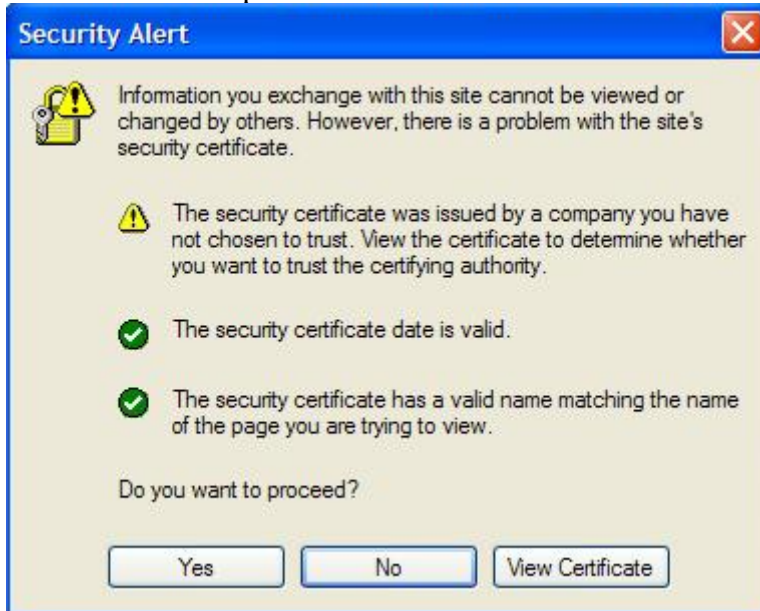 Security Alert
Information you exchange with this site cannot be viewed or
changed by others. However, there is a problem with the site's
security certificate.
The security certificate was issued by a company you have
not chosen to trust. View the certificate to determine whether
you want to trust the certifying authority.
The security certificate date is valid.
The security certificate has a valid name matching the name
of the page you are trying to view.
Do you want to proceed?
Yes No View Certificate